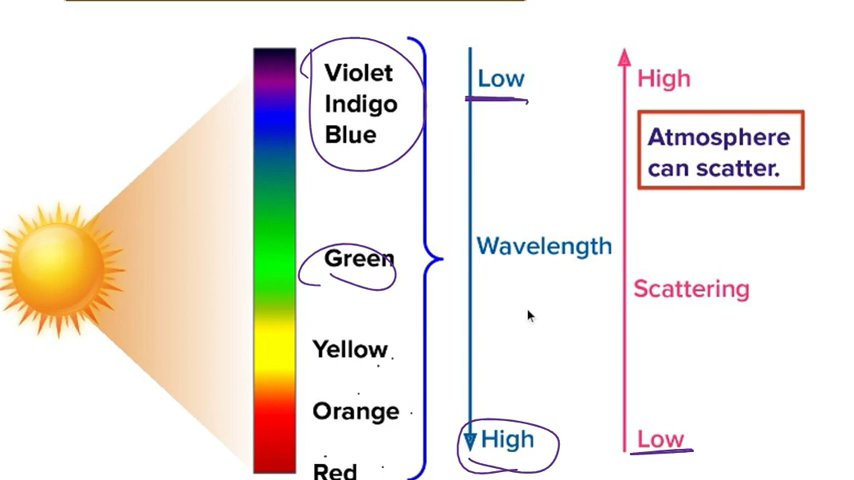 Violet
Indigo
Blue
Green
Yellow
Orange
Red
Low
Wavelength
High
High
Atmosphere
can scatter.
Scattering
Low